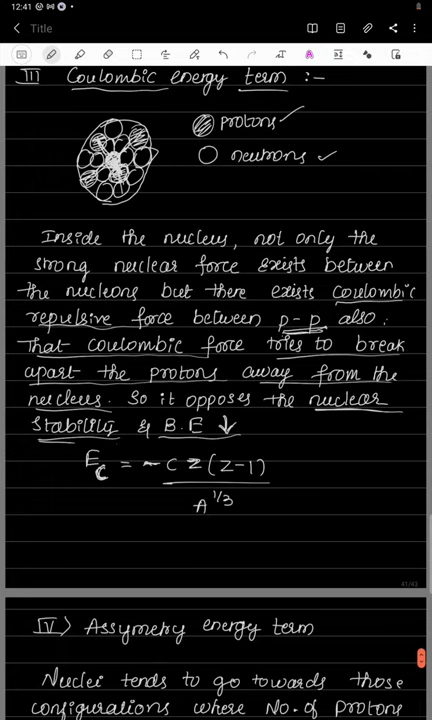 12:41
Title
III Coulombic energy term :-
protons
neutrons
Inside the nucleus, not only the
strong nuclear force exists between
the nucleons but there exists Coulombic
repulsive force between p-p also.
That coulombic force tries to break
apart the protons away from the
nucleus. So it opposes the nuclear
stability & B.E ↓
E_c = - C Z (Z-1)
A^1/3
41/43
IV) Assymetry energy term
Nuclei tends to go towards those
configurations where No. of Protons